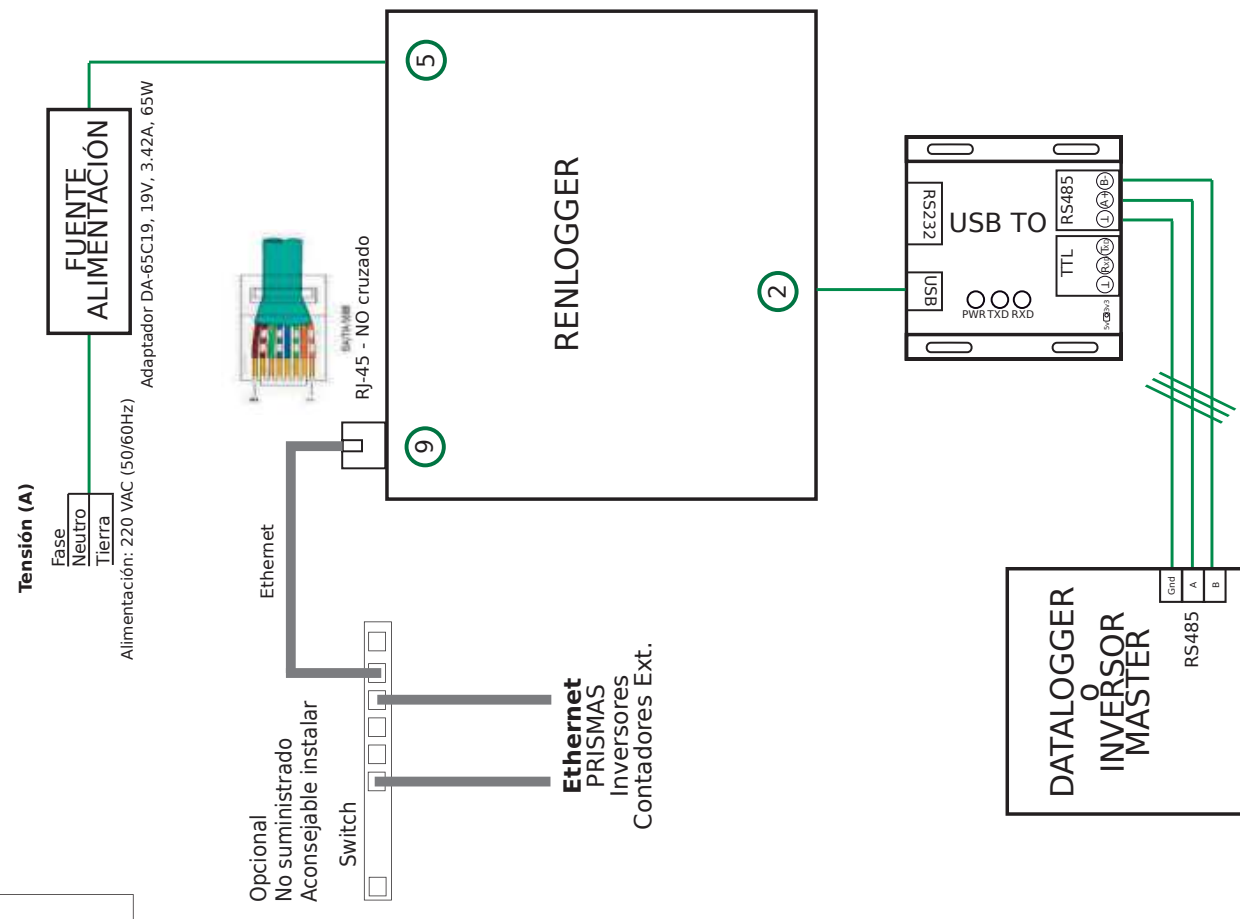 Tensión (A)
Fase
Neutro
Tierra
Alimentación: 220 VAC (50/60Hz)
FUENTE
ALIMENTACIÓN
Adaptador DA-65C19, 19V, 3.42A, 65W
Opcional
No suministrado
Aconsejable instalar
Switch
Ethernet
RJ-45 - NO cruzado
9
5
RENLOGGER
2
Ethernet
PRISMAS
Inversores
Contadores Ext.
USB
RS232
USB TO
PWR TXD RXD
TTL
T Rxd Txd
RS485
T A+ B-
DATALOGGER
O
INVERSOR
MASTER
RS485
Gnd
A
B